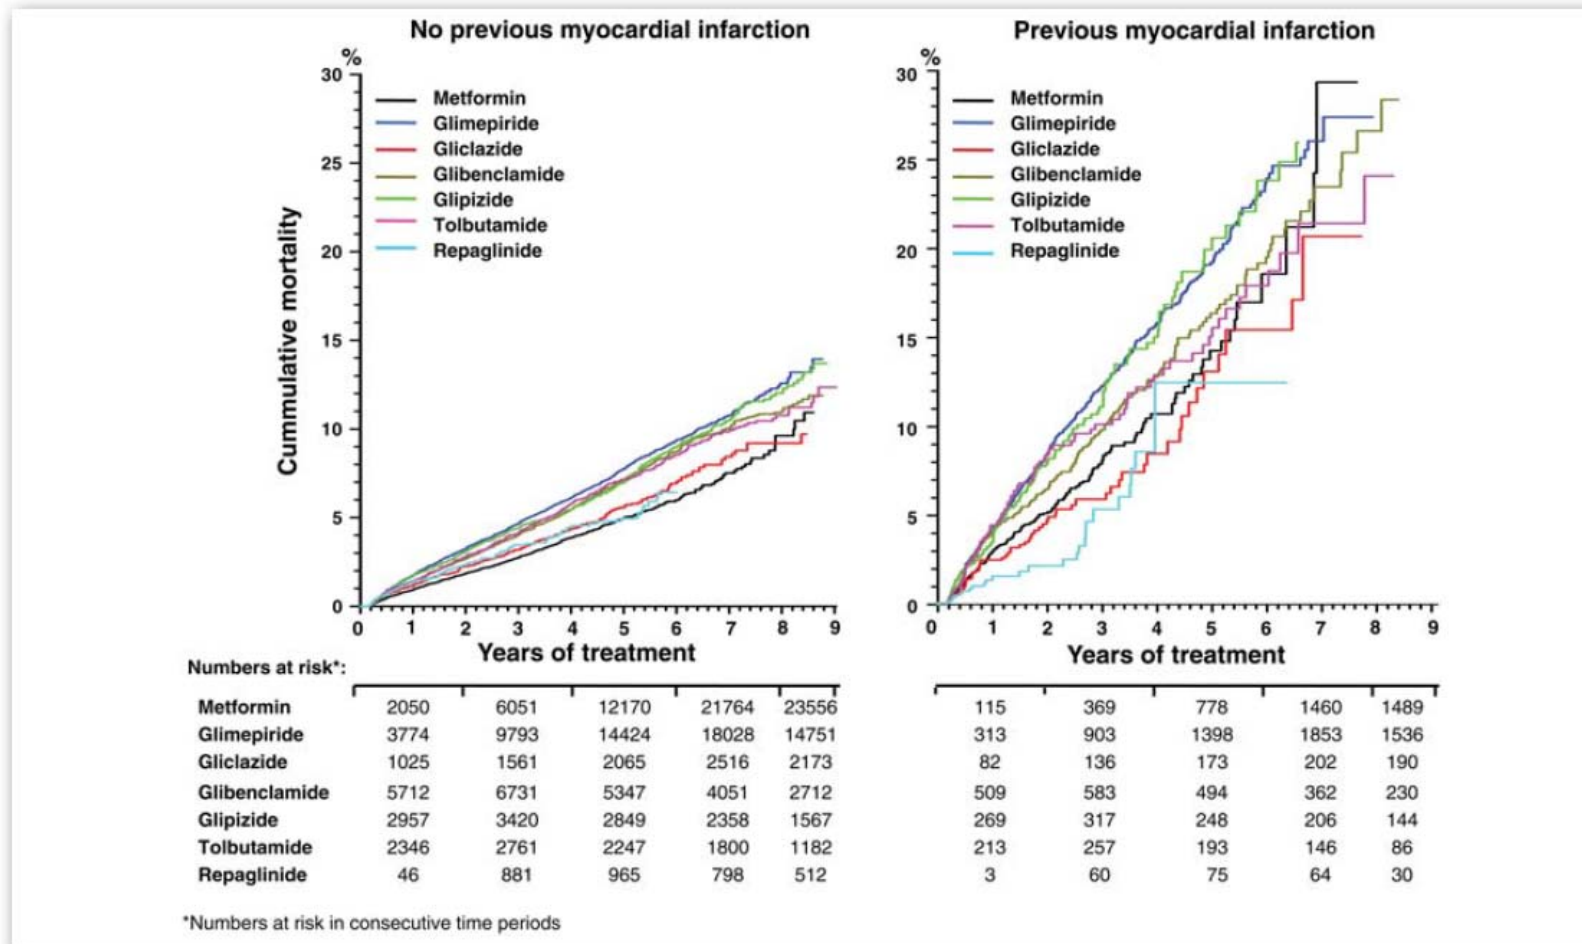 No previous myocardial infarction
%
30
25
20
15
10
5
0
Cummulative mortality
Metformin
Glimepiride
Gliclazide
Glibenclamide
Glipizide
Tolbutamide
Repaglinide
0 1 2 3 4 5 6 7 8 9
Years of treatment
Previous myocardial infarction
%
30
25
20
15
10
5
0
Metformin
Glimepiride
Gliclazide
Glibenclamide
Glipizide
Tolbutamide
Repaglinide
0 1 2 3 4 5 6 7 8 9
Years of treatment
Numbers at risk*:
Metformin 2050 6051 12170 21764 23556 115 369 778 1460 1489
Glimepiride 3774 9793 14424 18028 14751 313 903 1398 1853 1536
Gliclazide 1025 1561 2065 2516 2173 82 136 173 202 190
Glibenclamide 5712 6731 5347 4051 2712 509 583 494 362 230
Glipizide 2957 3420 2849 2358 1567 269 317 248 206 144
Tolbutamide 2346 2761 2247 1800 1182 213 257 193 146 86
Repaglinide 46 881 965 798 512 3 60 75 64 30
*Numbers at risk in consecutive time periods